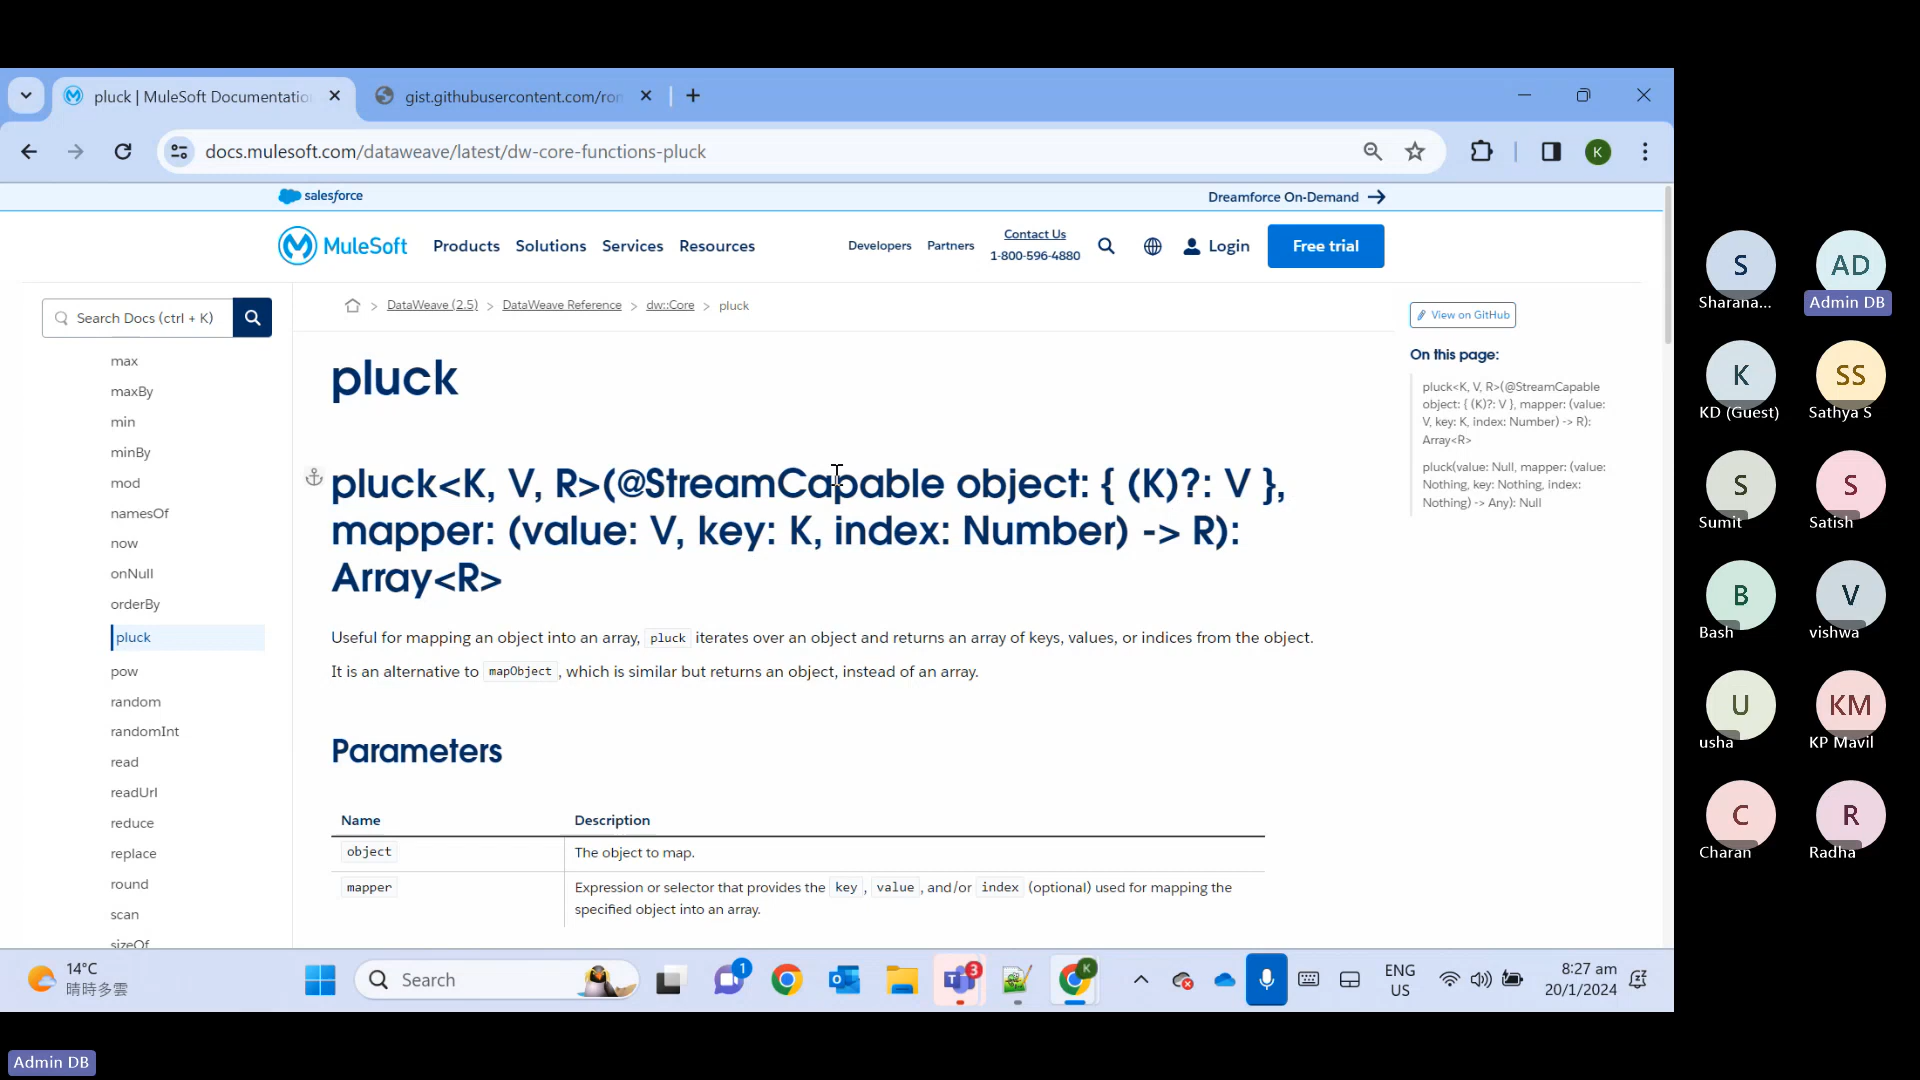 pluck | MuleSoft Documentatio
gist.githubusercontent.com/ror
docs.mulesoft.com/dataweave/latest/dw-core-functions-pluck
K
salesforce
Dreamforce On-Demand
MuleSoft
Products
Solutions
Services
Resources
Developers
Partners
Contact Us
1-800-596-4880
Login
Free trial
Search Docs (ctrl + K)
max
maxBy
min
minBy
mod
namesOf
now
onNull
orderBy
pluck
pow
random
randomInt
read
readUrl
reduce
replace
round
scan
sizeOf
> DataWeave (2.5) > DataWeave Reference > dw::Core > pluck
pluck
pluck<K, V, R>(@StreamCapable object: { (K)?: V },
mapper: (value: V, key: K, index: Number) -> R):
Array<R>
Useful for mapping an object into an array, pluck iterates over an object and returns an array of keys, values, or indices from the object.
It is an alternative to mapObject, which is similar but returns an object, instead of an array.
Parameters
Name Description
object The object to map.
mapper Expression or selector that provides the key, value, and/or index (optional) used for mapping the
specified object into an array.
View on GitHub
On this page:
pluck<K, V, R>(@StreamCapable
object: { (K)?: V }, mapper: (value:
V, key: K, index: Number) -> R):
Array<R>
pluck(value: Null, mapper: (value:
Nothing, key: Nothing, index:
Nothing) -> Any): Null
S
Sharana...
AD
Admin DB
K
KD (Guest)
SS
Sathya S
S
Sumit
S
Satish
B
Bash
V
vishwa
U
usha
KM
KP Mavil
C
Charan
R
Radha
14°C
晴時多雲
Search
1
3
K
ENG
US
8:27 am
20/1/2024
Admin DB